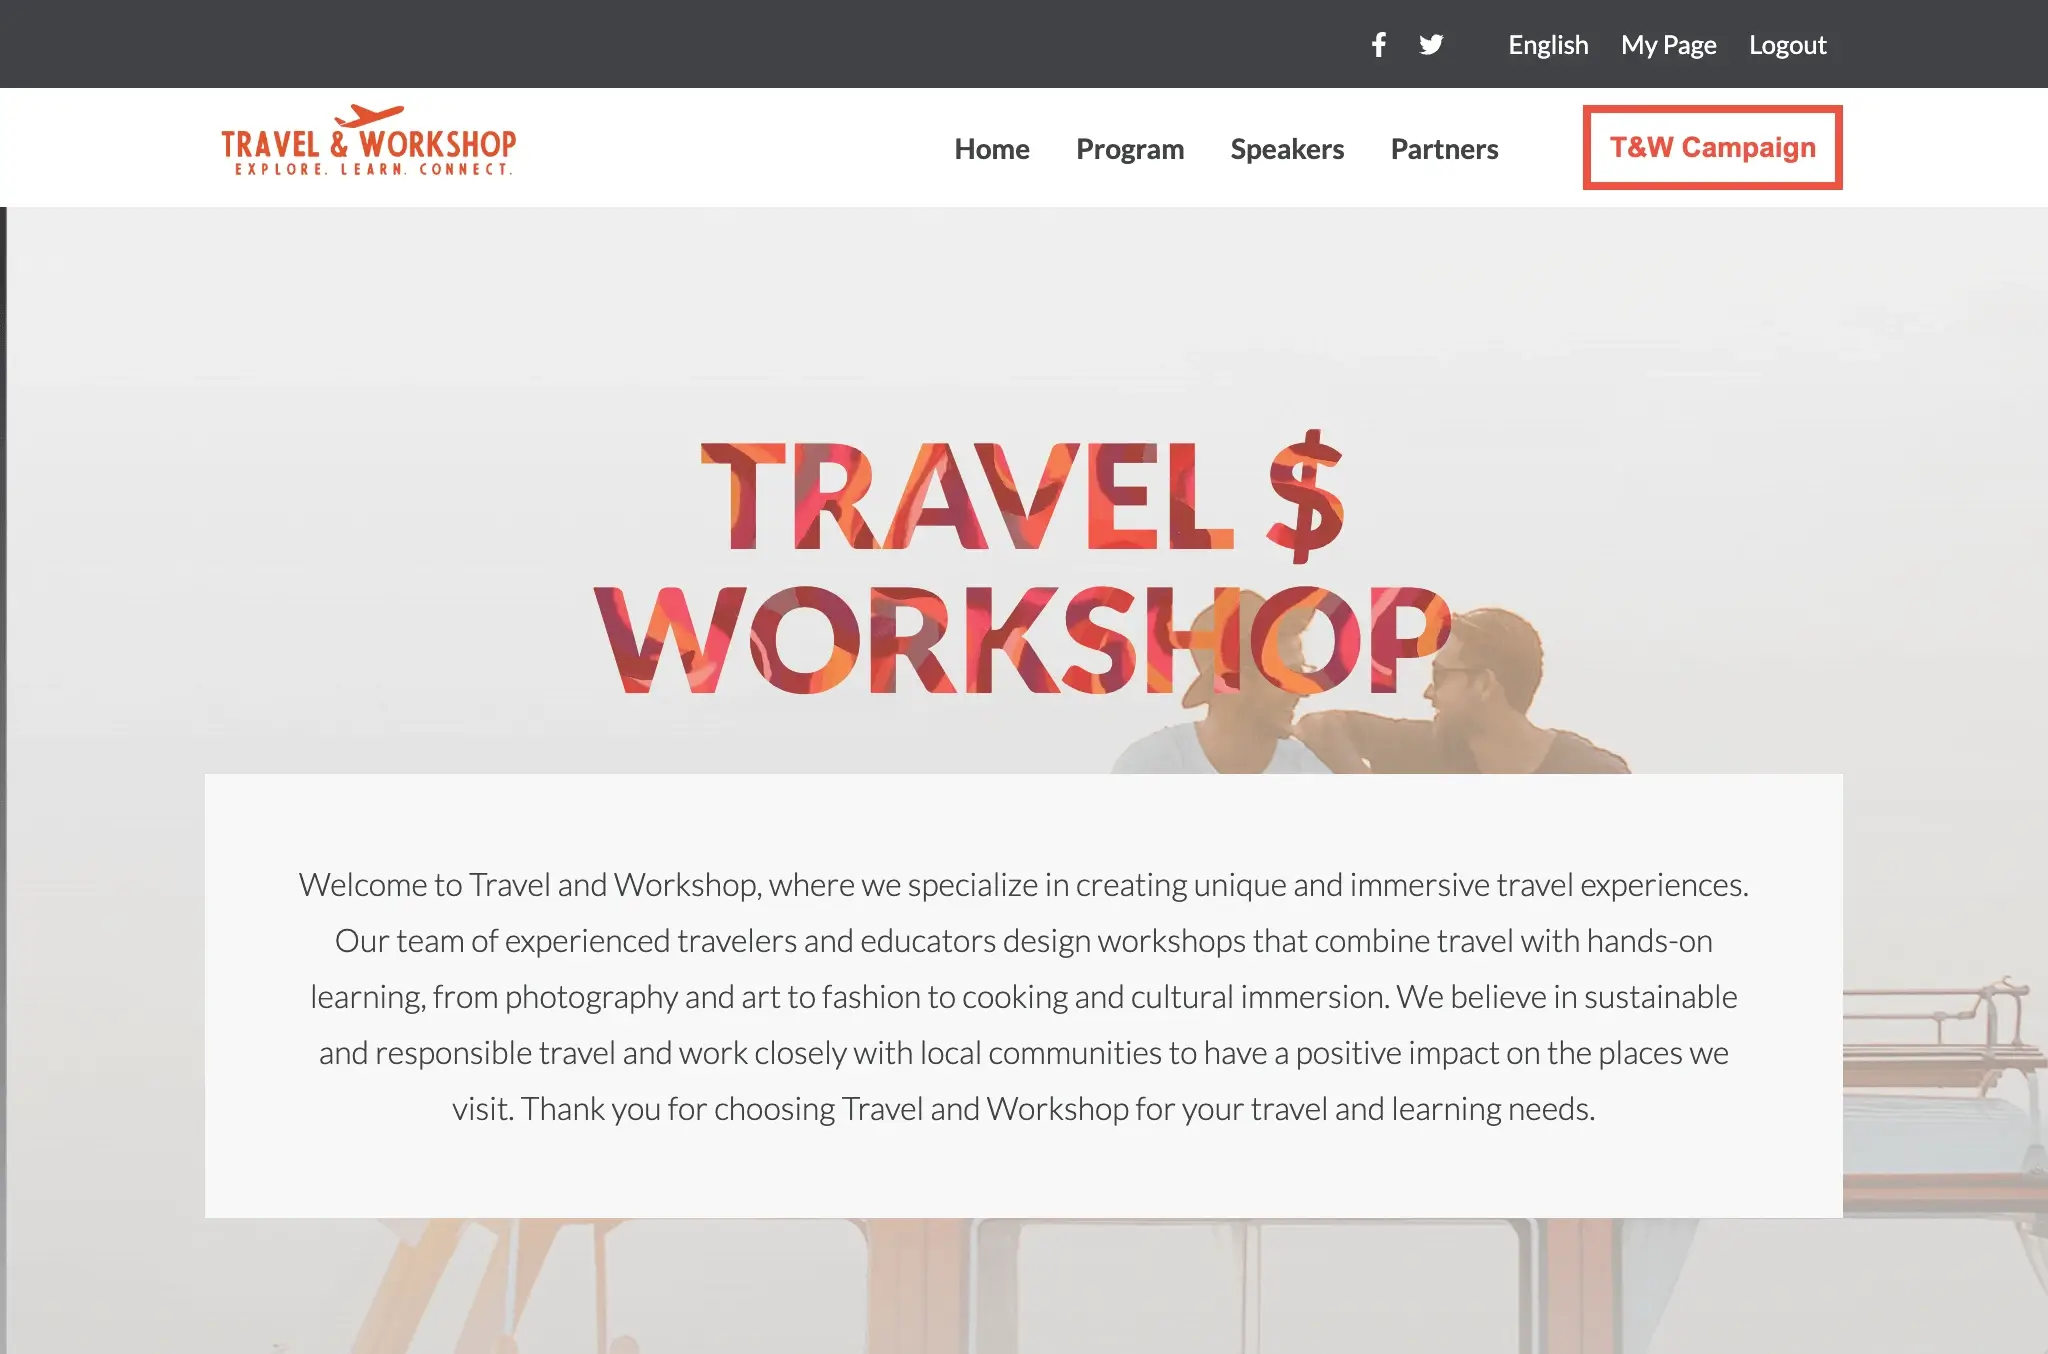 English My Page Logout
TRAVEL & WORKSHOP
EXPLORE. LEARN. CONNECT.
Home Program Speakers Partners T&W Campaign
TRAVEL $
WORKSHOP
Welcome to Travel and Workshop, where we specialize in creating unique and immersive travel experiences.
Our team of experienced travelers and educators design workshops that combine travel with hands-on
learning, from photography and art to fashion to cooking and cultural immersion. We believe in sustainable
and responsible travel and work closely with local communities to have a positive impact on the places we
visit. Thank you for choosing Travel and Workshop for your travel and learning needs.